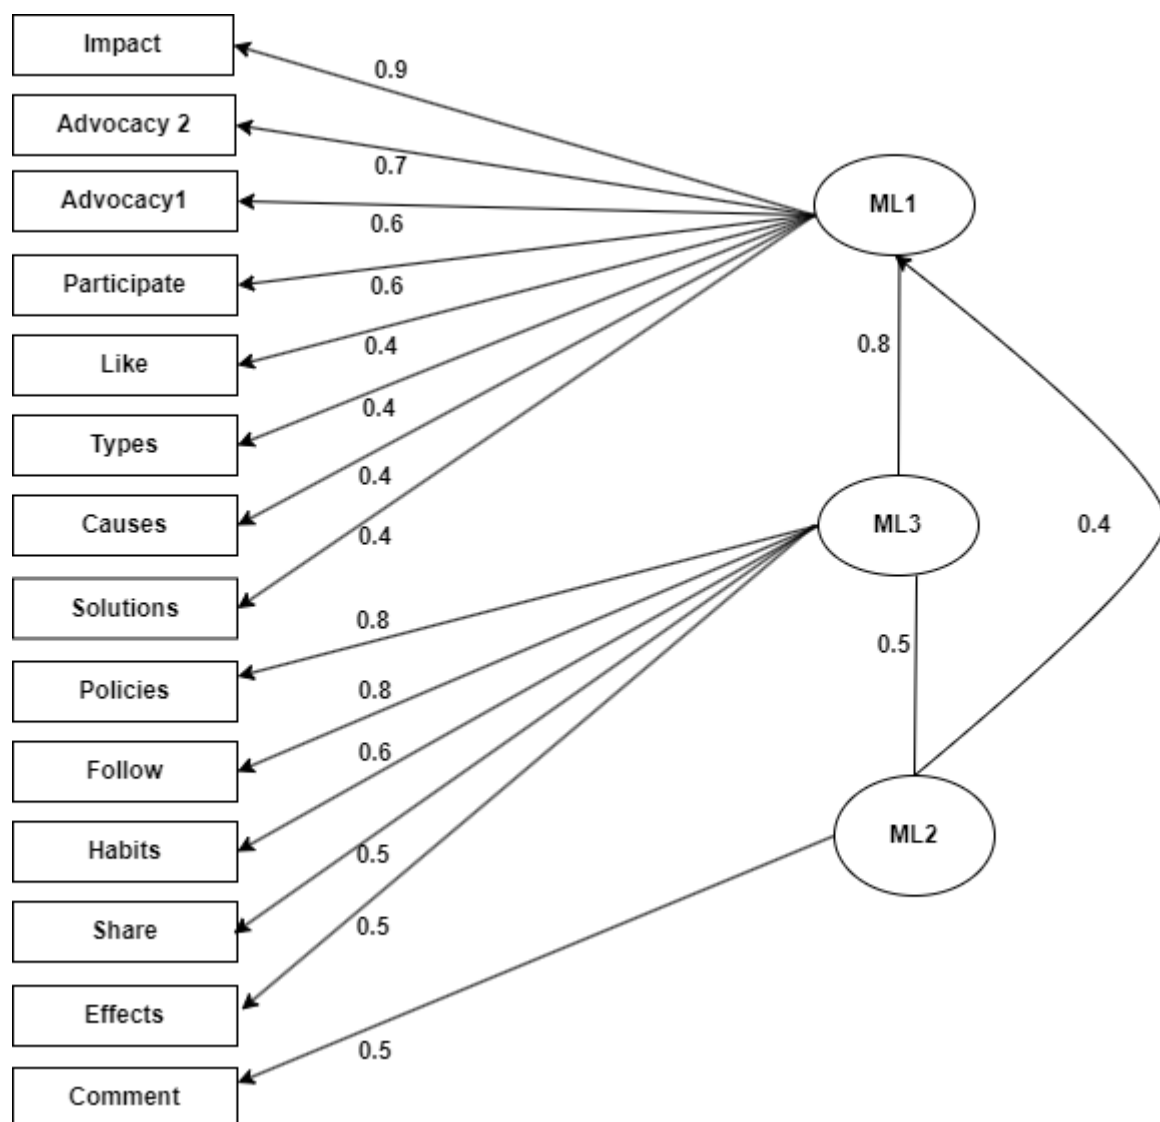 Impact
0.9
Advocacy 2
0.7
Advocacy1
0.6
ML1
Participate
0.6
Like
0.4
0.8
Types
0.4
Causes
0.4
ML3
0.4
0.4
Solutions
0.8
0.5
Policies
0.8
Follow
0.6
Habits
0.5
ML2
Share
0.5
Effects
0.5
Comment